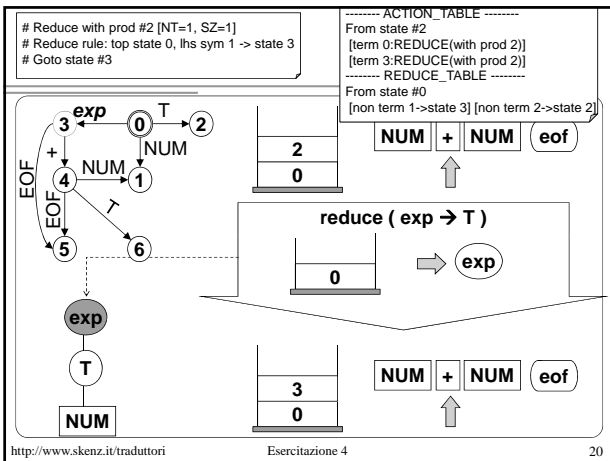 # Reduce with prod #2 [NT=1, SZ=1]
# Reduce rule: top state 0, lhs sym 1 -> state 3
# Goto state #3
-------- ACTION_TABLE --------
From state #2
[term 0:REDUCE(with prod 2)]
[term 3:REDUCE(with prod 2)]
-------- REDUCE_TABLE --------
From state #0
[non term 1->state 3] [non term 2->state 2]
exp T
3 0 2
+ NUM
EOF
4 NUM 1
EOF T
5 6
2
0
NUM + NUM eof
reduce ( exp → T )
0
exp
exp
T
NUM
3
0
NUM + NUM eof
http://www.skenz.it/traduttori Esercitazione 4 20